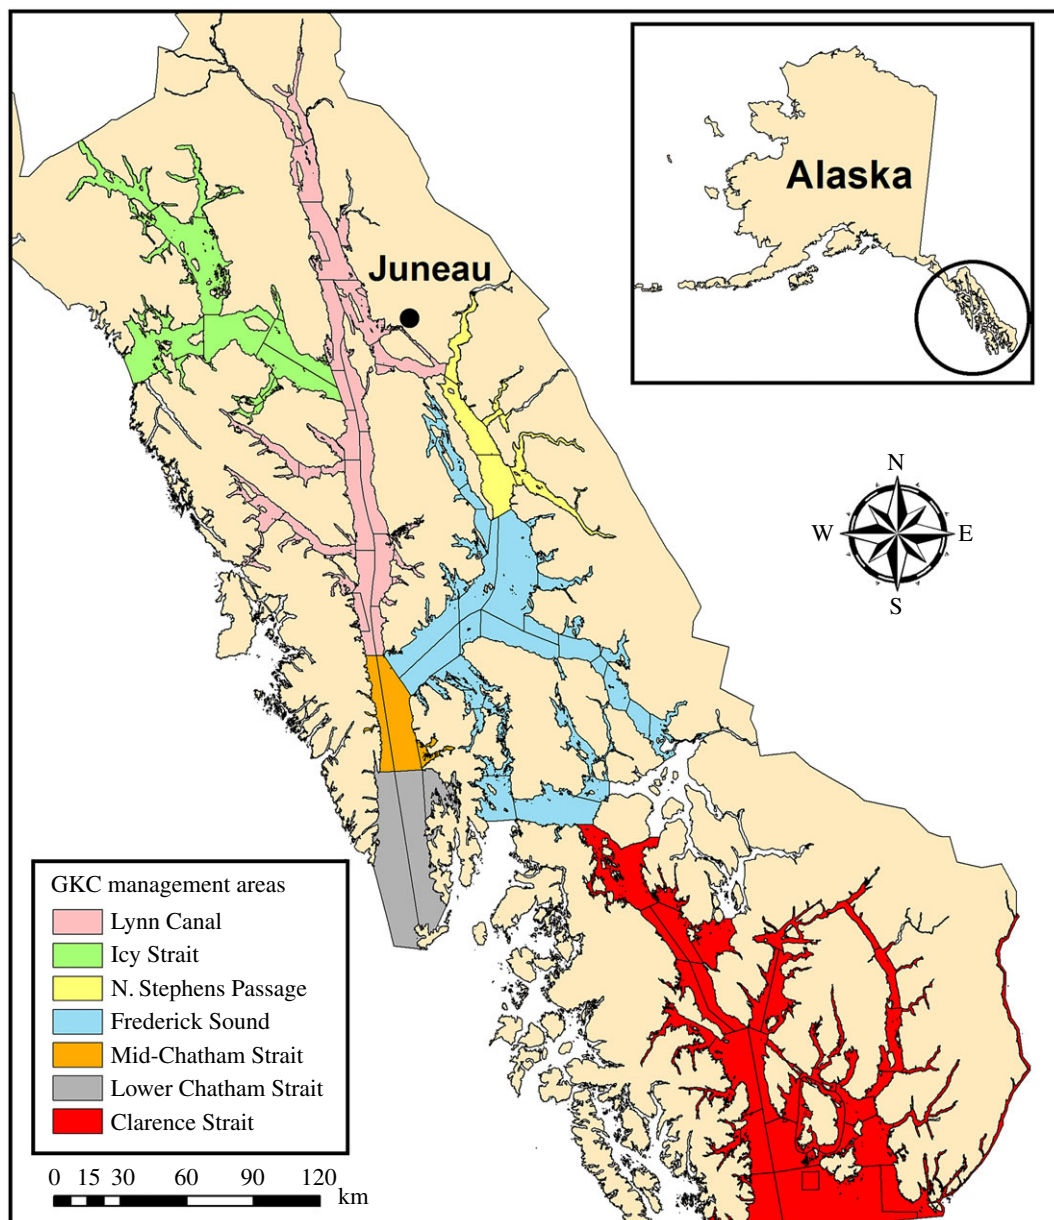 Alaska
Juneau
N
W
E
S
GKC management areas
Lynn Canal
Icy Strait
N. Stephens Passage
Frederick Sound
Mid-Chatham Strait
Lower Chatham Strait
Clarence Strait
0 15 30 60 90 120
km